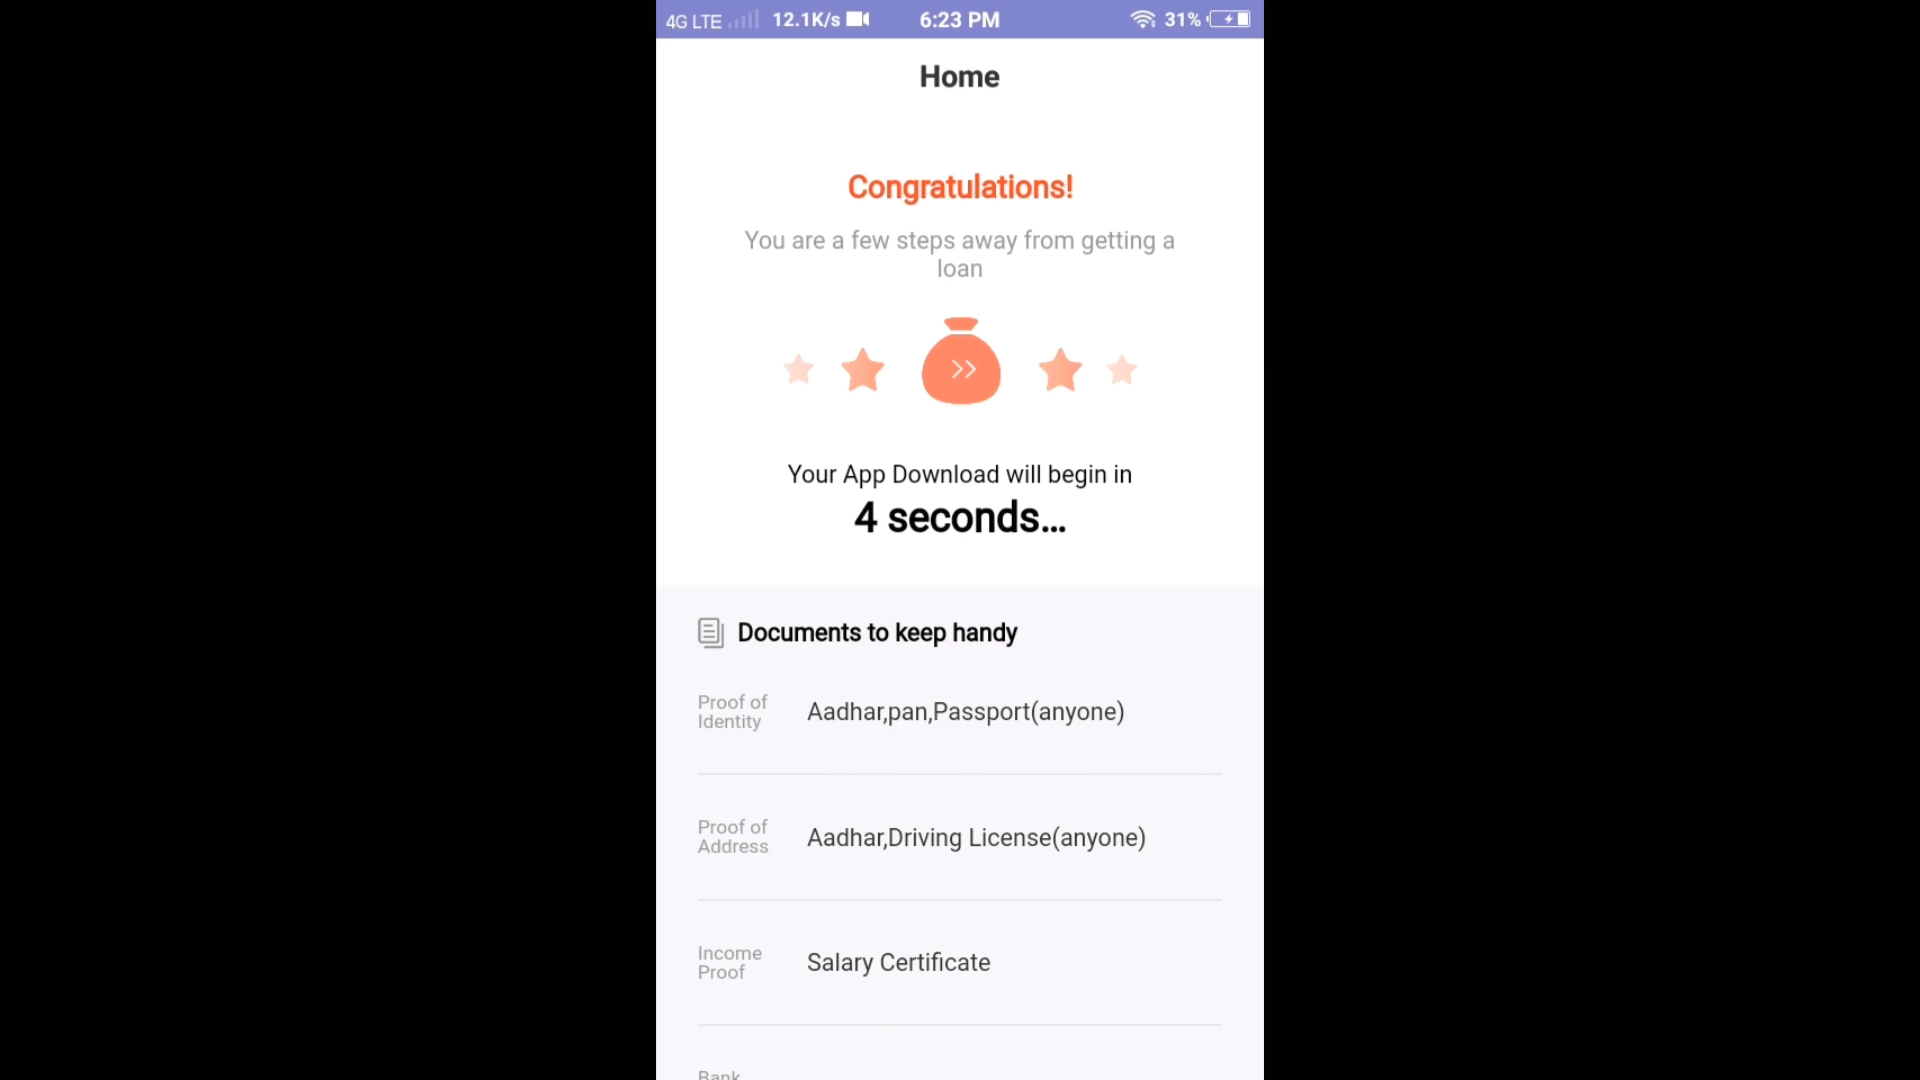 4G LTE 12.1K/s 6:23 PM 31%
Home
Congratulations!
You are a few steps away from getting a
loan
Your App Download will begin in
4 seconds...
Documents to keep handy
Proof of
Identity
Aadhar,pan,Passport(anyone)
Proof of
Address
Aadhar,Driving License(anyone)
Income
Proof
Salary Certificate
Bank